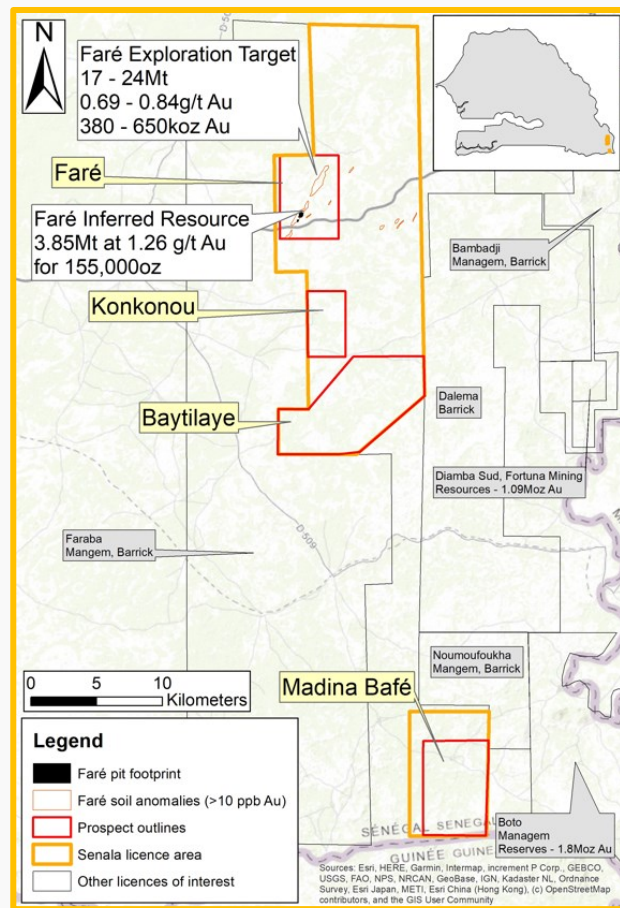 N
Faré Exploration Target
17 - 24Mt
0.69 - 0.84g/t Au
380 - 650koz Au
Faré
Faré Inferred Resource
3.85Mt at 1.26 g/t Au
for 155,000oz
Bambadji
Managem, Barrick
Konkonou
Baytilaye
Dalema
Barrick
Diamba Sud, Fortuna Mining
Resources - 1.09Moz Au
D 509
Faraba
Mangem, Barrick
Noumoufoukha
Mangem, Barrick
0 5 10
Kilometers
Madina Bafé
Legend
Faré pit footprint
Faré soil anomalies (>10 ppb Au)
Prospect outlines
Senala licence area
Other licences of interest
Boto
Managem
Reserves - 1.8Moz Au
SÉNÉGAL SENEGAL
GUINÉE GUINE
Sources: Esri, HERE, Garmin, Intermap, increment P Corp., GEBCO,
USGS, FAO, NPS, NRCAN, GeoBase, IGN, Kadaster NL, Ordnance
Survey, Esri Japan, METI, Esri China (Hong Kong), (c) OpenStreetMap
contributors, and the GIS User Community